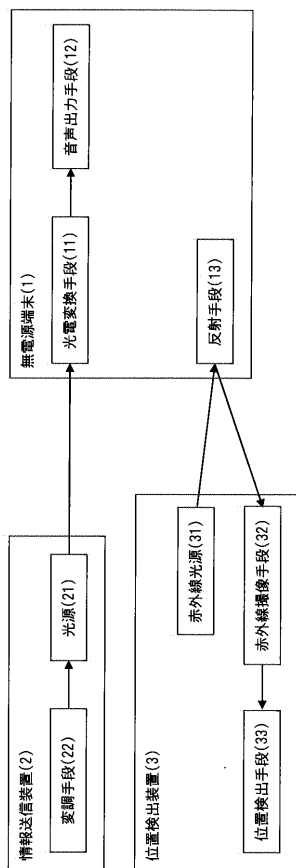 情報送信装置(2)
変調手段(22)
光源(21)
無電源端末(1)
光電変換手段(11)
音声出力手段(12)
反射手段(13)
位置検出装置(3)
赤外線光源(31)
赤外線撮像手段(32)
位置検出手段(33)